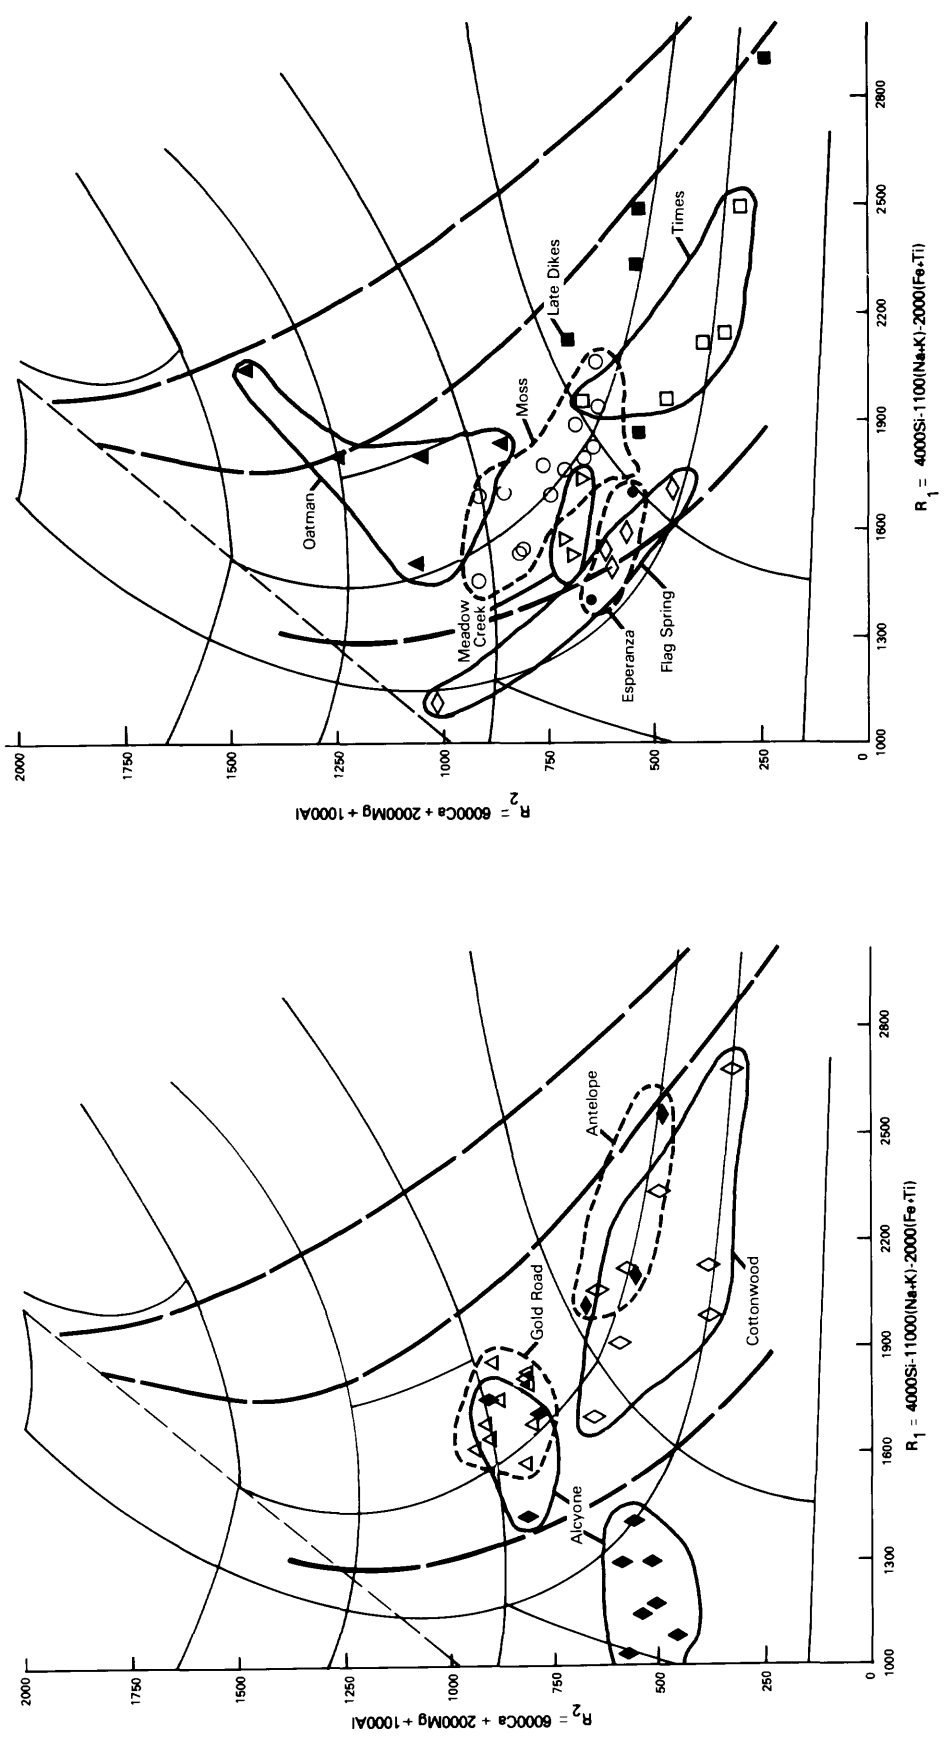 2000
1750
1500
1250
1000
750
500
250
0
R2 = 6000Ca + 2000Mg + 1000Al
1000
1300
1600
1900
2200
2500
2800
R1 = 4000Si-11000(Na+K)-2000(Fe+Ti)
Alcyone
Gold Road
Antelope
Cottonwood
2000
1750
1500
1250
1000
750
500
250
0
R2 = 6000Ca + 2000Mg + 1000Al
1000
1300
1600
1900
2200
2500
2800
R1 = 4000Si-1100(Na+K)-2000(Fe+Ti)
Oatman
Meadow
Creek
Moss
Late Dikes
Times
Esperanza
Flag Spring